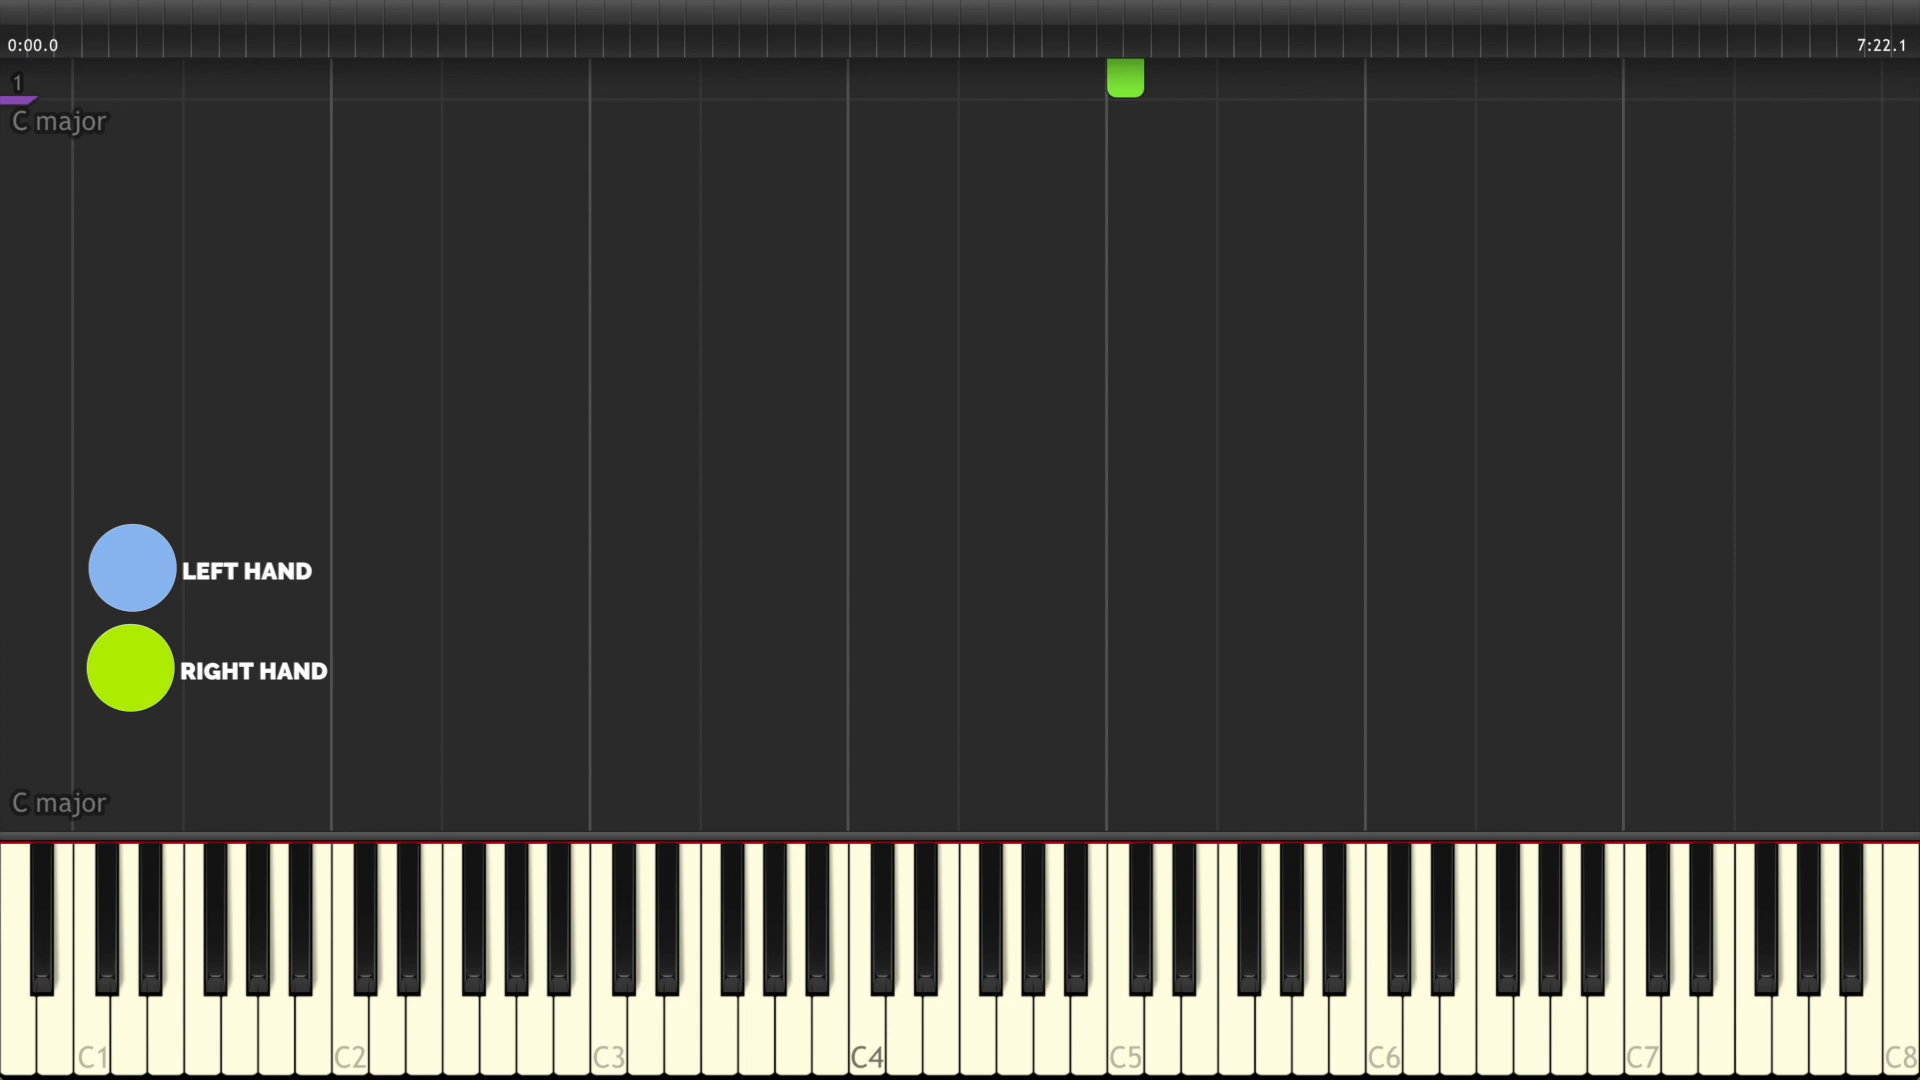 0:00.0 7:22.1
1
C major
LEFT HAND
RIGHT HAND
C major
C1 C2 C3 C4 C5 C6 C7 C8